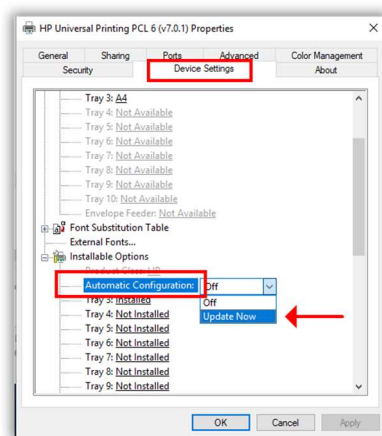 HP Universal Printing PCL 6 (v7.0.1) Properties
General Sharing Ports Advanced Color Management
Security Device Settings About
Tray 3: A4
Tray 4: Not Available
Tray 5: Not Available
Tray 6: Not Available
Tray 7: Not Available
Tray 8: Not Available
Tray 9: Not Available
Tray 10: Not Available
Envelope Feeder: Not Available
Font Substitution Table
External Fonts...
Installable Options
Automatic Configuration: Off
Off
Tray 3: Installed
Update Now
Tray 4: Not Installed
Tray 5: Not Installed
Tray 6: Not Installed
Tray 7: Not Installed
Tray 8: Not Installed
Tray 9: Not Installed
OK Cancel Apply